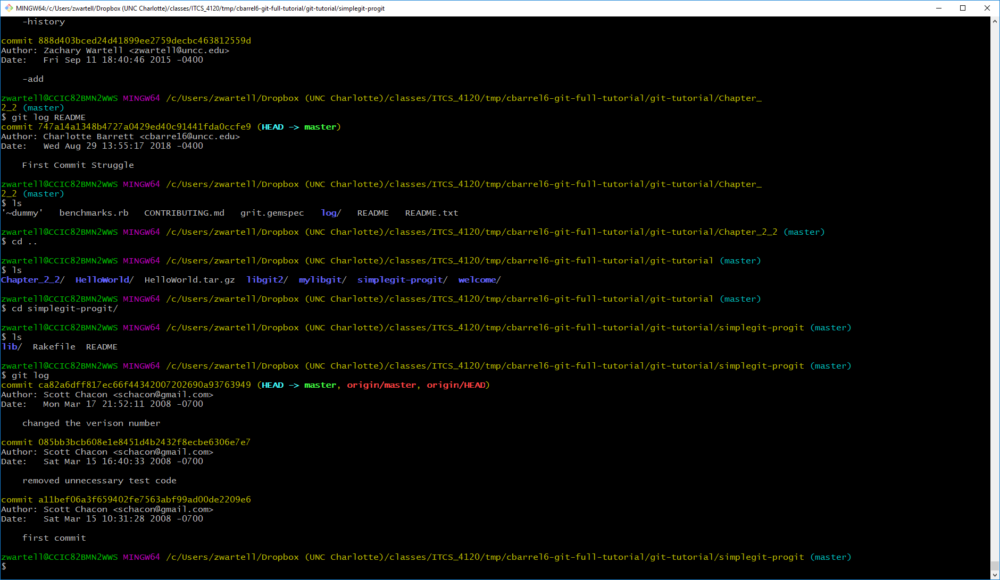 MINGW64:/c/Users/zwartell/Dropbox (UNC Charlotte)/classes/ITCS_4120/tmp/cbarrel6-git-full-tutorial/git-tutorial/simplegit-progit
    -history
commit 888d403bced24d41899ee2759decbc463812559d
Author: Zachary Wartell <zwartell@uncc.edu>
Date:   Fri Sep 11 18:40:46 2015 -0400
    -add
zwartell@CCIC82BMN2WWS MINGW64 /c/Users/zwartell/Dropbox (UNC Charlotte)/classes/ITCS_4120/tmp/cbarrel6-git-full-tutorial/git-tutorial/Chapter_
2_2 (master)
$ git log README
commit 747a14a1348b4727a0429ed40c91441fda0ccfe9 (HEAD -> master)
Author: Charlotte Barrett <cbarre16@uncc.edu>
Date:   Wed Aug 29 13:55:17 2018 -0400
    First Commit Struggle
zwartell@CCIC82BMN2WWS MINGW64 /c/Users/zwartell/Dropbox (UNC Charlotte)/classes/ITCS_4120/tmp/cbarrel6-git-full-tutorial/git-tutorial/Chapter_
2_2 (master)
$ ls
'~dummy'   benchmarks.rb   CONTRIBUTING.md   grit.gemspec   log/   README   README.txt
zwartell@CCIC82BMN2WWS MINGW64 /c/Users/zwartell/Dropbox (UNC Charlotte)/classes/ITCS_4120/tmp/cbarrel6-git-full-tutorial/git-tutorial/Chapter_2_2 (master)
$ cd ..
zwartell@CCIC82BMN2WWS MINGW64 /c/Users/zwartell/Dropbox (UNC Charlotte)/classes/ITCS_4120/tmp/cbarrel6-git-full-tutorial/git-tutorial (master)
$ ls
Chapter_2_2/  HelloWorld/  HelloWorld.tar.gz  libgit2/  mylibgit/  simplegit-progit/  welcome/
zwartell@CCIC82BMN2WWS MINGW64 /c/Users/zwartell/Dropbox (UNC Charlotte)/classes/ITCS_4120/tmp/cbarrel6-git-full-tutorial/git-tutorial (master)
$ cd simplegit-progit/
zwartell@CCIC82BMN2WWS MINGW64 /c/Users/zwartell/Dropbox (UNC Charlotte)/classes/ITCS_4120/tmp/cbarrel6-git-full-tutorial/git-tutorial/simplegit-progit (master)
$ ls
lib/  Rakefile  README
zwartell@CCIC82BMN2WWS MINGW64 /c/Users/zwartell/Dropbox (UNC Charlotte)/classes/ITCS_4120/tmp/cbarrel6-git-full-tutorial/git-tutorial/simplegit-progit (master)
$ git log
commit ca82a6dff817ec66f44342007202690a93763949 (HEAD -> master, origin/master, origin/HEAD)
Author: Scott Chacon <schacon@gmail.com>
Date:   Mon Mar 17 21:52:11 2008 -0700
    changed the verison number
commit 085bb3bcb608e1e8451d4b2432f8ecbe6306e7e7
Author: Scott Chacon <schacon@gmail.com>
Date:   Sat Mar 15 16:40:33 2008 -0700
    removed unnecessary test code
commit a11bef06a3f659402fe7563abf99ad00de2209e6
Author: Scott Chacon <schacon@gmail.com>
Date:   Sat Mar 15 10:31:28 2008 -0700
    first commit
zwartell@CCIC82BMN2WWS MINGW64 /c/Users/zwartell/Dropbox (UNC Charlotte)/classes/ITCS_4120/tmp/cbarrel6-git-full-tutorial/git-tutorial/simplegit-progit (master)
$